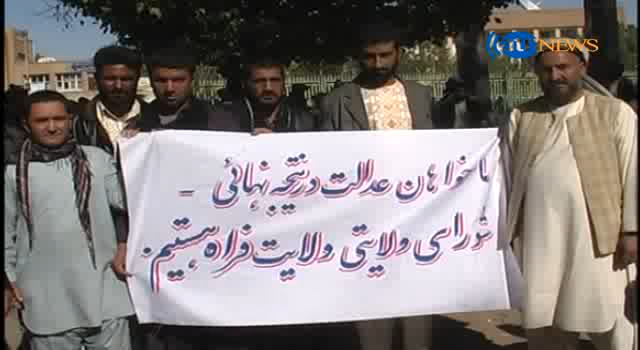 NEWS
ما خواهان عدالت در نتیجه نهائی -
شورای ولایتی ولایت فراه هستیم.